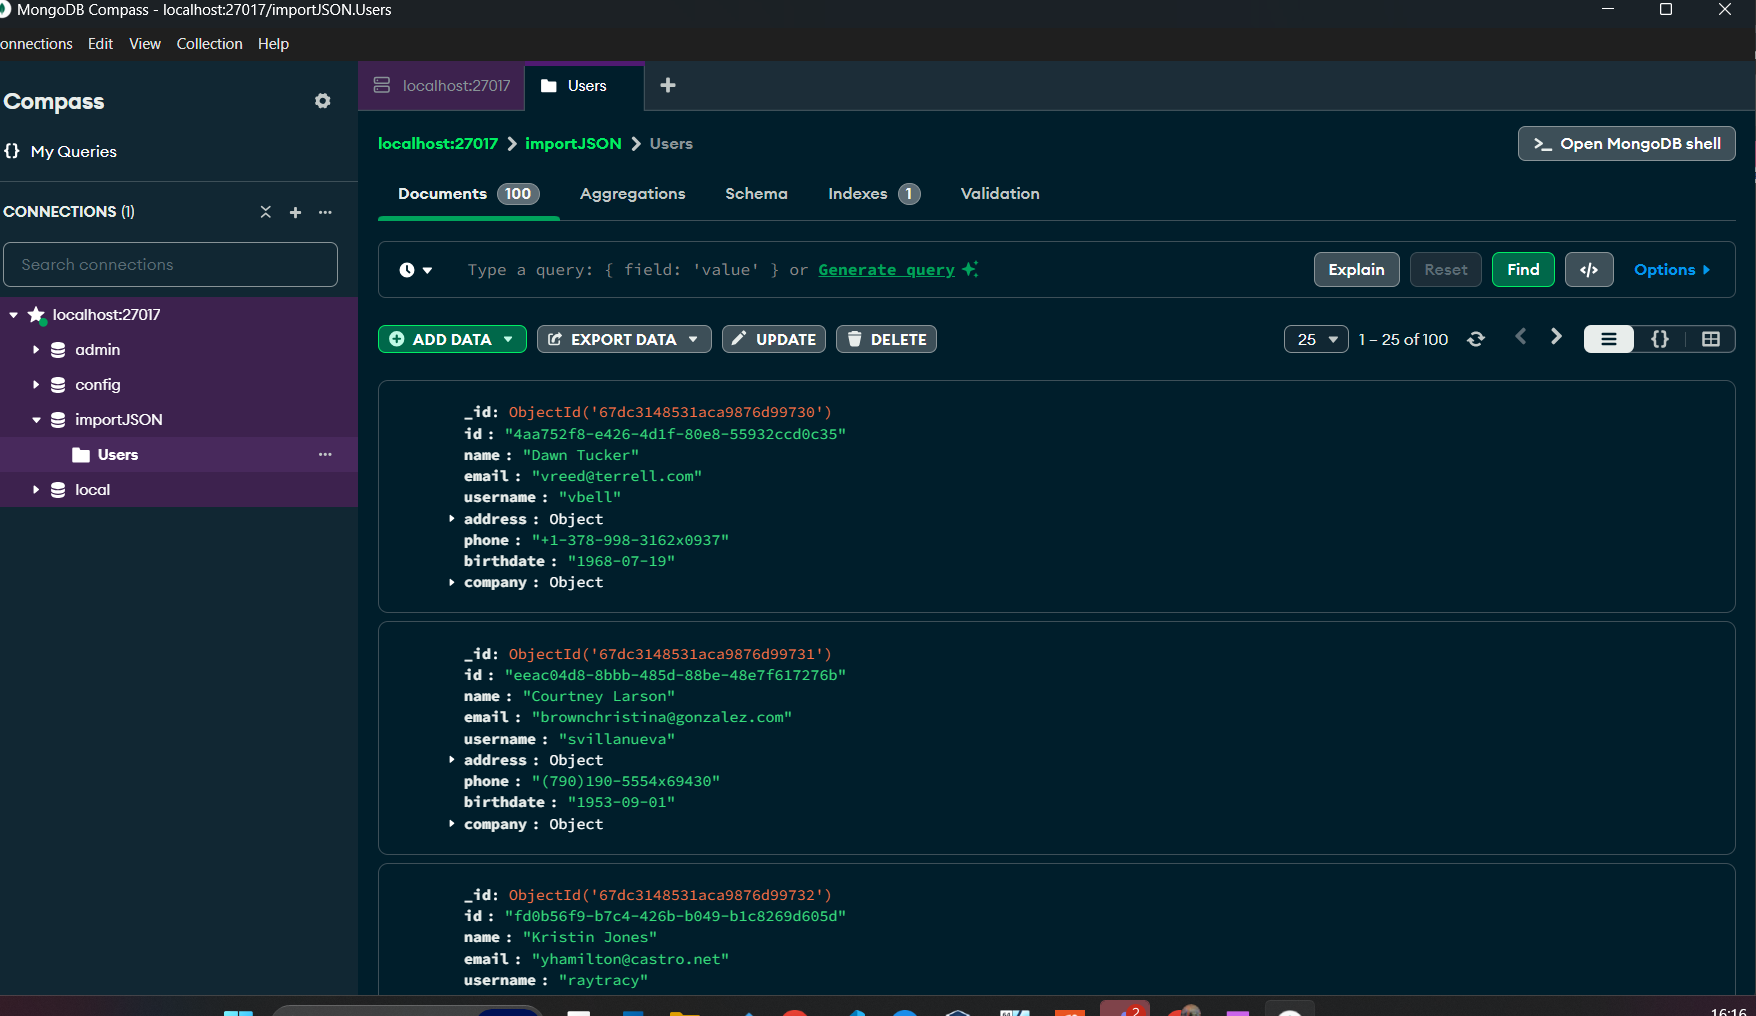 MongoDB Compass - localhost:27017/importJSON.Users
onnections Edit View Collection Help
Compass
My Queries
CONNECTIONS (1)
Search connections
localhost:27017
admin
config
importJSON
Users
local
localhost:27017 Users
localhost:27017 > importJSON > Users
>_ Open MongoDB shell
Documents 100 Aggregations Schema Indexes 1 Validation
Type a query: { field: 'value' } or Generate query
Explain Reset Find </> Options
ADD DATA EXPORT DATA UPDATE DELETE
25 1 – 25 of 100 {}
_id: ObjectId('67dc3148531aca9876d99730')
id : "4aa752f8-e426-4d1f-80e8-55932ccd0c35"
name : "Dawn Tucker"
email : "vreed@terrell.com"
username : "vbell"
address : Object
phone : "+1-378-998-3162x0937"
birthdate : "1968-07-19"
company : Object
_id: ObjectId('67dc3148531aca9876d99731')
id : "eeac04d8-8bbb-485d-88be-48e7f617276b"
name : "Courtney Larson"
email : "brownchristina@gonzalez.com"
username : "svillanueva"
address : Object
phone : "(790)190-5554x69430"
birthdate : "1953-09-01"
company : Object
_id: ObjectId('67dc3148531aca9876d99732')
id : "fd0b56f9-b7c4-426b-b049-b1c8269d605d"
name : "Kristin Jones"
email : "yhamilton@castro.net"
username : "raytracy"
2
16:16